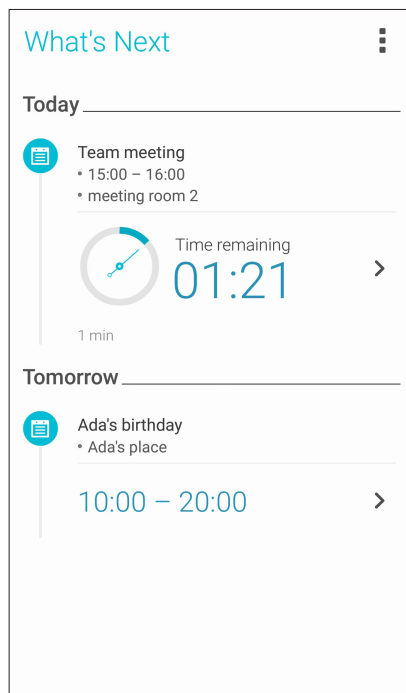 What's Next
Today
Team meeting
• 15:00 – 16:00
• meeting room 2
Time remaining
01:21
1 min
Tomorrow
Ada's birthday
• Ada's place
10:00 – 20:00